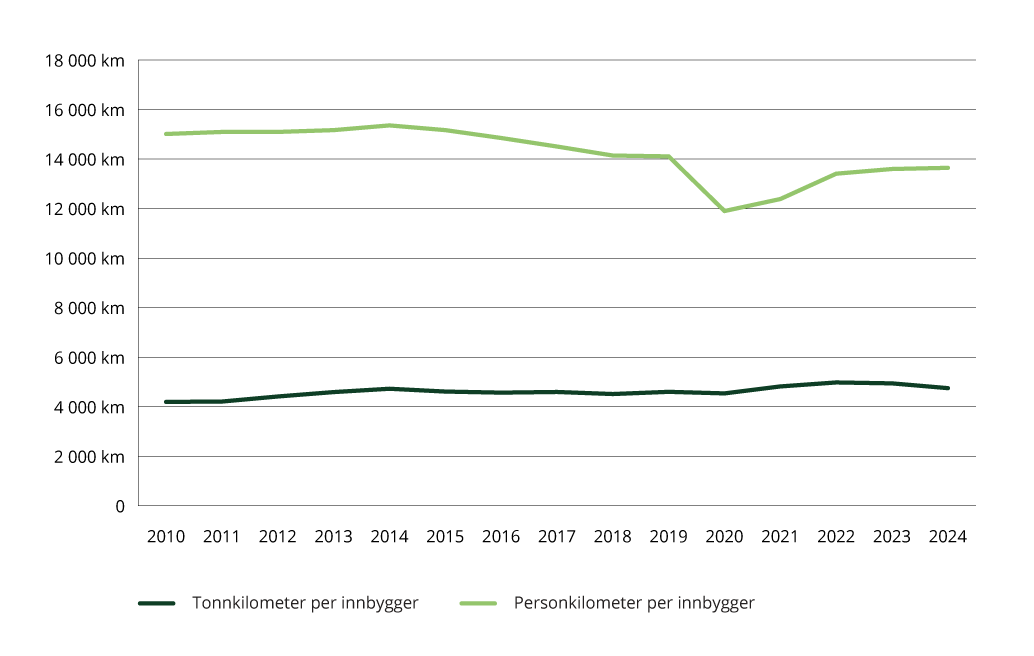 18 000 km
16 000 km
14 000 km
12 000 km
10 000 km
8 000 km
6 000 km
4 000 km
2 000 km
0
2010 2011 2012 2013 2014 2015 2016 2017 2018 2019 2020 2021 2022 2023 2024
Tonnkilometer per innbygger Personkilometer per innbygger